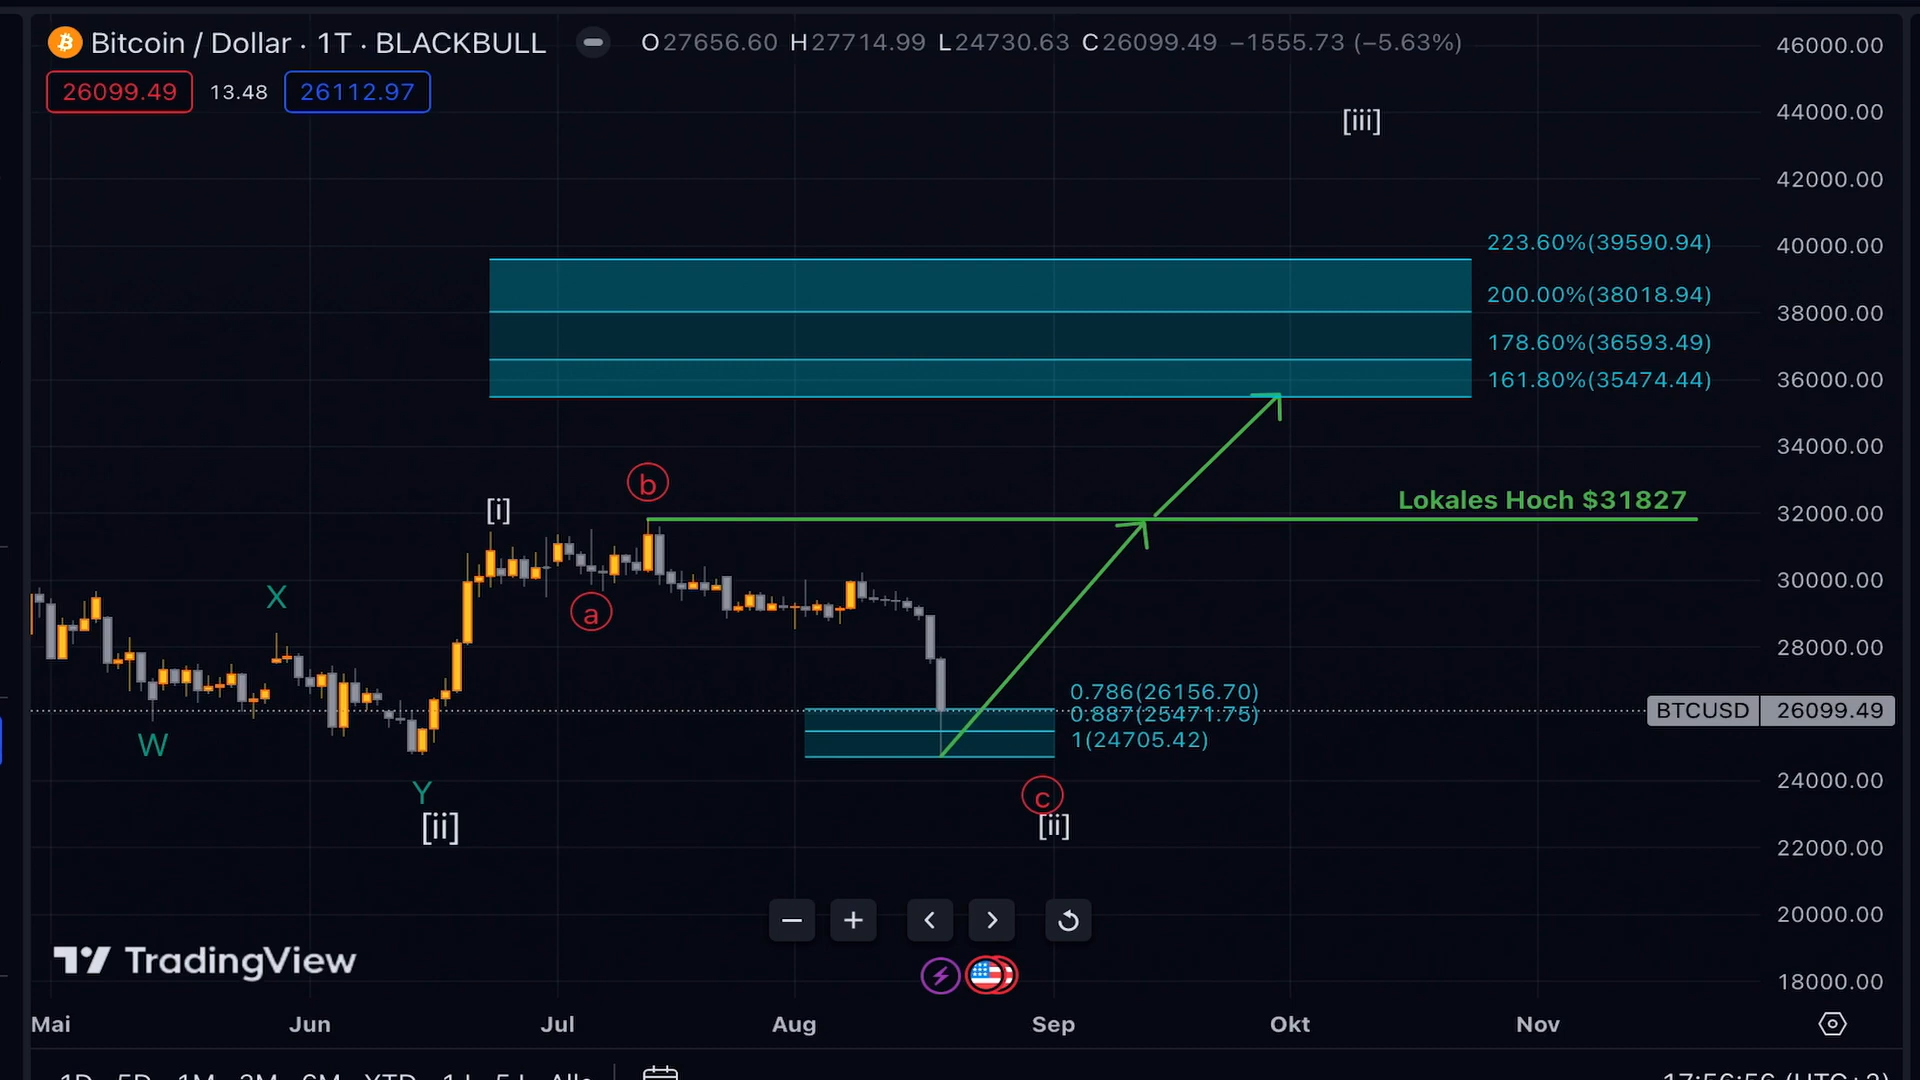 Bitcoin / Dollar · 1T · BLACKBULL O27656.60 H27714.99 L24730.63 C26099.49 −1555.73 (−5.63%)
26099.49 13.48 26112.97
46000.00
44000.00
[iii]
42000.00
223.60%(39590.94)
40000.00
200.00%(38018.94)
38000.00
178.60%(36593.49)
161.80%(35474.44)
36000.00
34000.00
b
Lokales Hoch $31827
[i]
32000.00
X
30000.00
a
28000.00
0.786(26156.70)
BTCUSD 26099.49
0.887(25471.75)
1(24705.42)
W
24000.00
Y
c
[ii]
[ii]
22000.00
20000.00
TradingView
18000.00
Mai Jun Jul Aug Sep Okt Nov